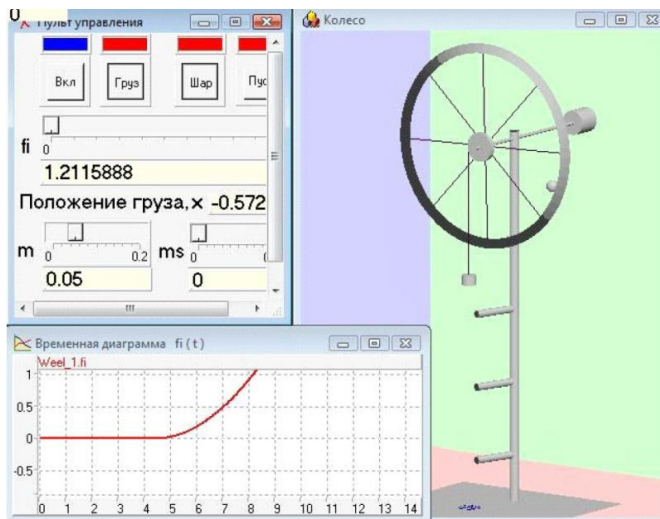 0
Пульт управления
Вкл Груз Шар Пус
fi 0
1.2115888
Положение груза,x -0.572
m 0 0.2 ms 0
0.05 0
Временная диаграмма fi ( t )
Weel_1.fi
1
0.5
0
-0.5
0 1 2 3 4 5 6 7 8 9 10 11 12 13 14
Колесо